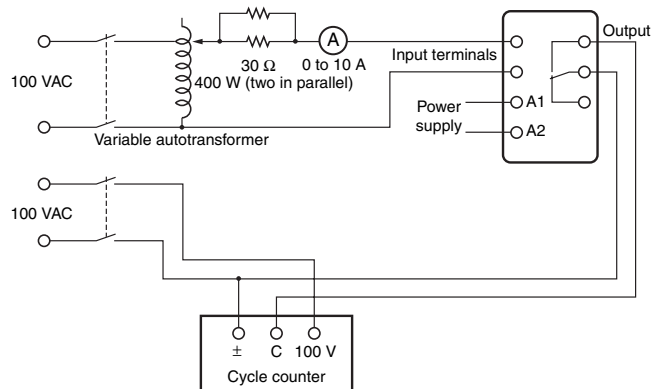 100 VAC
30 Ω
400 W (two in parallel)
A
0 to 10 A
Variable autotransformer
Input terminals
Output
Power
supply
A1
A2
100 VAC
±
C
100 V
Cycle counter